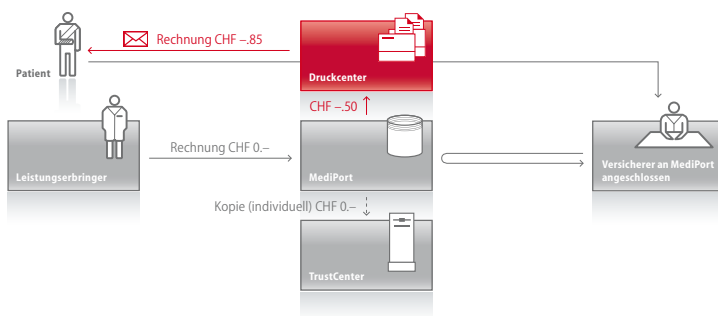 Rechnung CHF –.85
Patient
Druckcenter
CHF –.50
Rechnung CHF 0.–
Leistungserbringer
MediPort
Versicherer an MediPort
angeschlossen
Kopie (individuell) CHF 0.–
TrustCenter